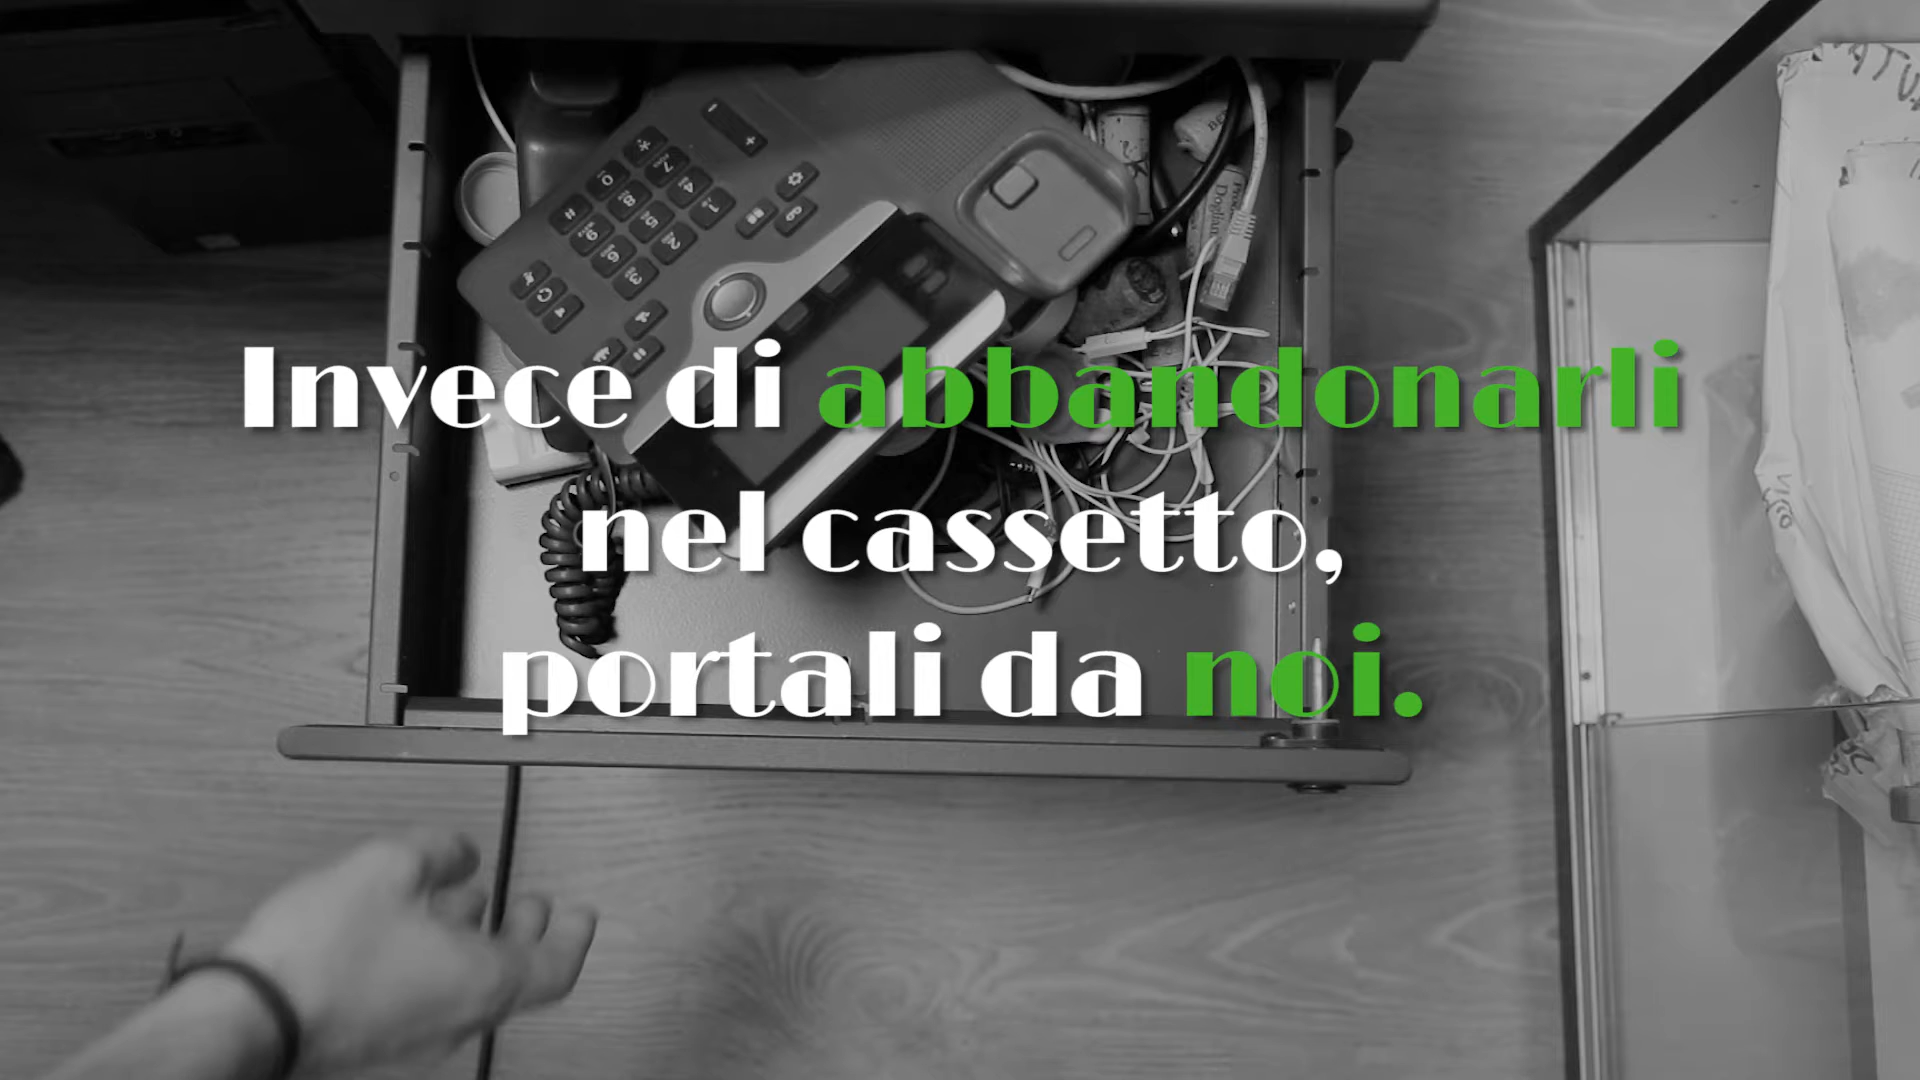 Invece di abbandonarli
nel cassetto,
portali da noi.